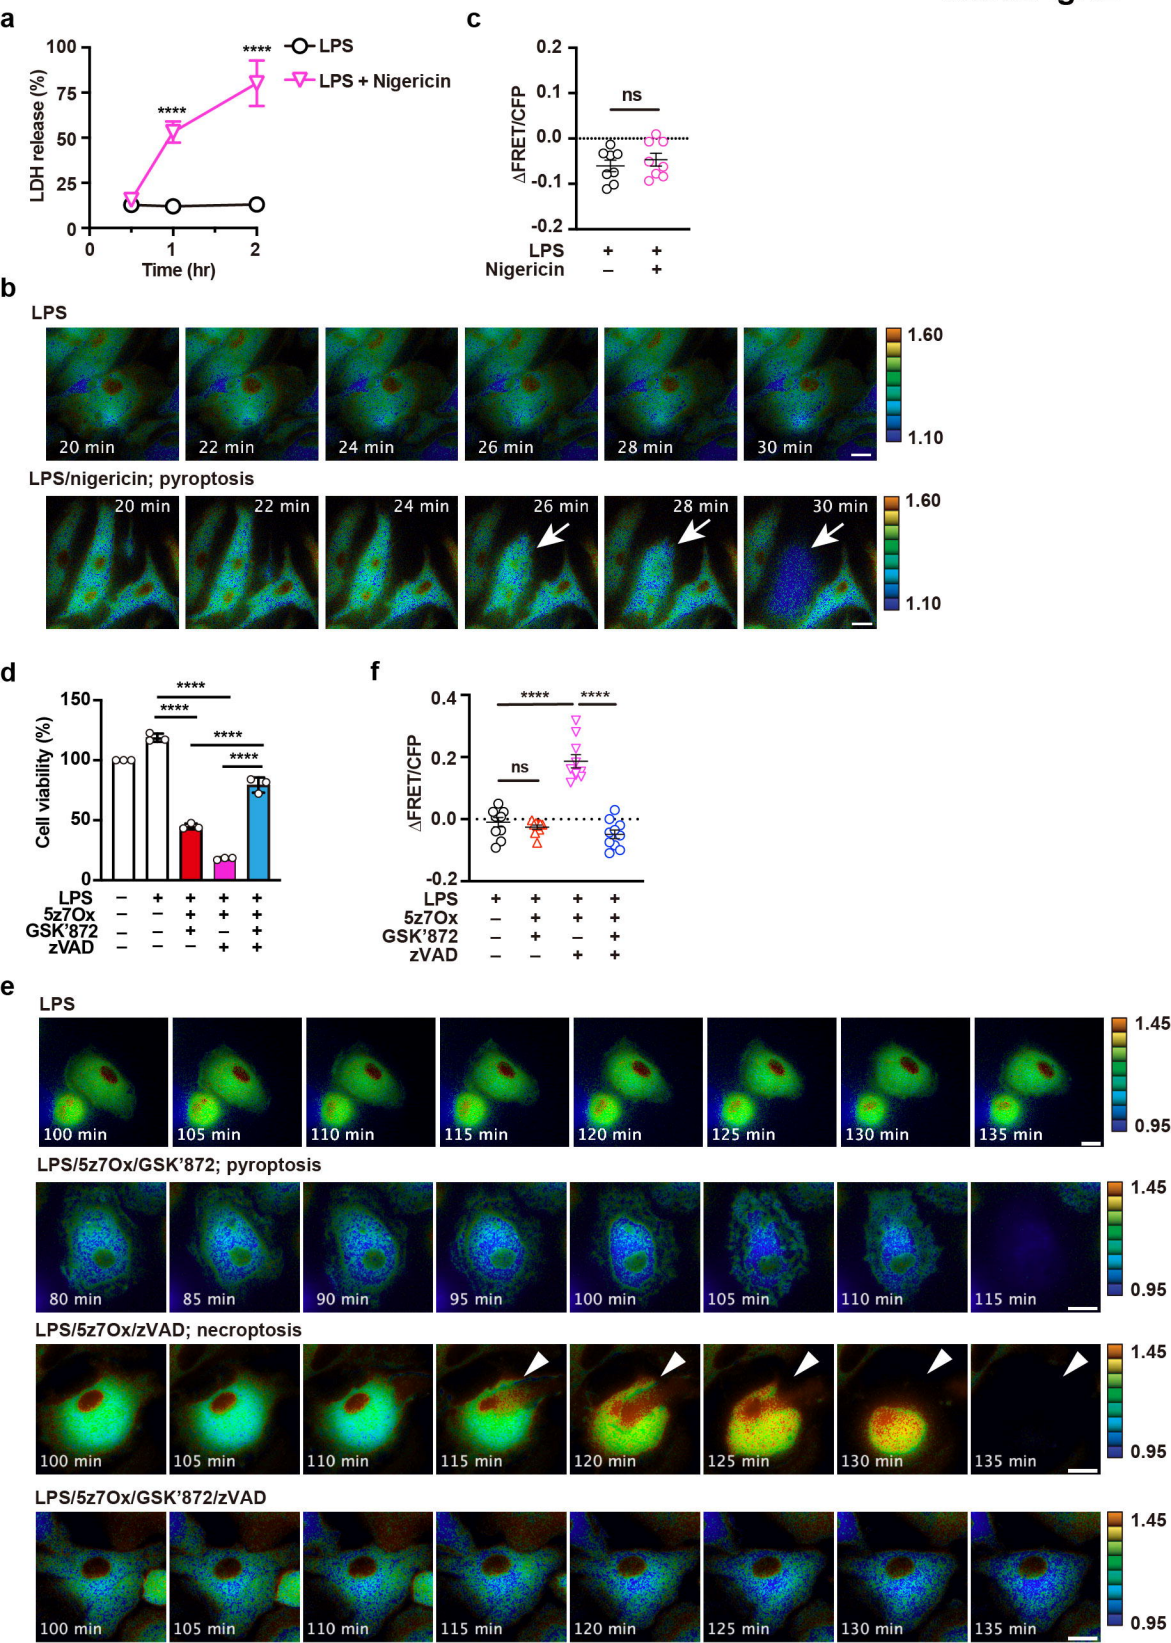 a
LDH release (%)
100
75
50
25
0
0
1
2
Time (hr)
****
****
LPS
LPS + Nigericin
c
ΔFRET/CFP
0.2
0.1
0.0
-0.1
-0.2
ns
LPS + +
Nigericin – +
b
LPS
20 min 22 min 24 min 26 min 28 min 30 min
1.60
1.10
LPS/nigericin; pyroptosis
20 min 22 min 24 min 26 min 28 min 30 min
1.60
1.10
d
Cell viability (%)
150
100
50
0
****
****
****
****
LPS – + + + +
5z7Ox – – + + +
GSK'872 – – + – +
zVAD – – – + +
f
ΔFRET/CFP
0.4
0.2
0.0
-0.2
**** ****
ns
LPS + + + +
5z7Ox – + + +
GSK'872 – + – +
zVAD – – + +
e
LPS
100 min 105 min 110 min 115 min 120 min 125 min 130 min 135 min
1.45
0.95
LPS/5z7Ox/GSK'872; pyroptosis
80 min 85 min 90 min 95 min 100 min 105 min 110 min 115 min
1.45
0.95
LPS/5z7Ox/zVAD; necroptosis
100 min 105 min 110 min 115 min 120 min 125 min 130 min 135 min
1.45
0.95
LPS/5z7Ox/GSK'872/zVAD
100 min 105 min 110 min 115 min 120 min 125 min 130 min 135 min
1.45
0.95